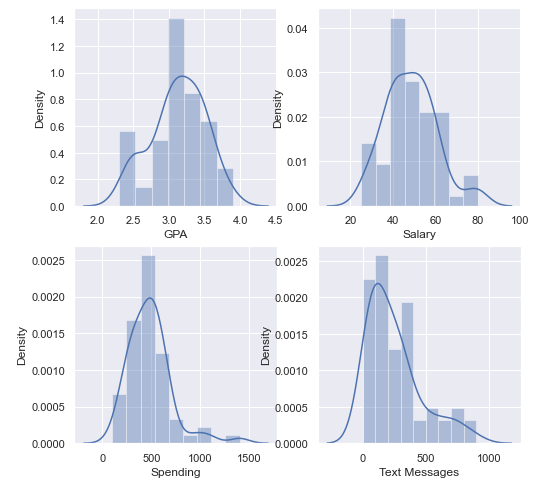 1.4
1.2
1.0
0.8
0.6
0.4
0.2
0.0
Density
2.0 2.5 3.0 3.5 4.0 4.5
GPA
0.04
0.03
0.02
0.01
0.00
Density
20 40 60 80 100
Salary
0.0025
0.0020
0.0015
0.0010
0.0005
0.0000
Density
0 500 1000 1500
Spending
0.0025
0.0020
0.0015
0.0010
0.0005
0.0000
Density
0 500 1000
Text Messages